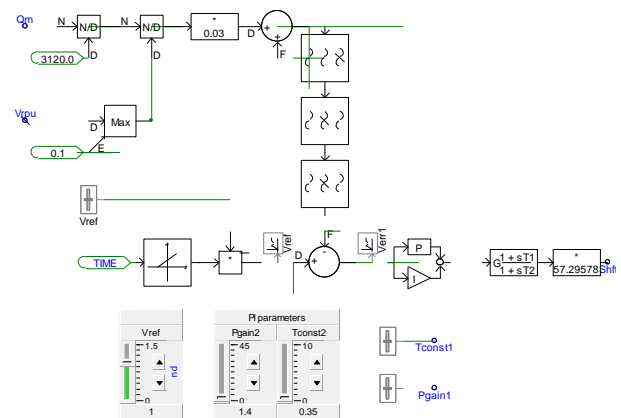 Qm
N
N/D
N
N/D
*
0.03
D
+
+
F
3120.0
D
D
Vrpu
D
Max
E
0.1
Vref
TIME
*
Vref
D
+
-
F
Verr1
P
I
G
1 + sT1
1 + sT2
*
57.29578
Shft
PI parameters
Vref
Pgain2
Tconst2
1.5
45
10
pu
0
0
0
1
1.4
0.35
Tconst1
Pgain1